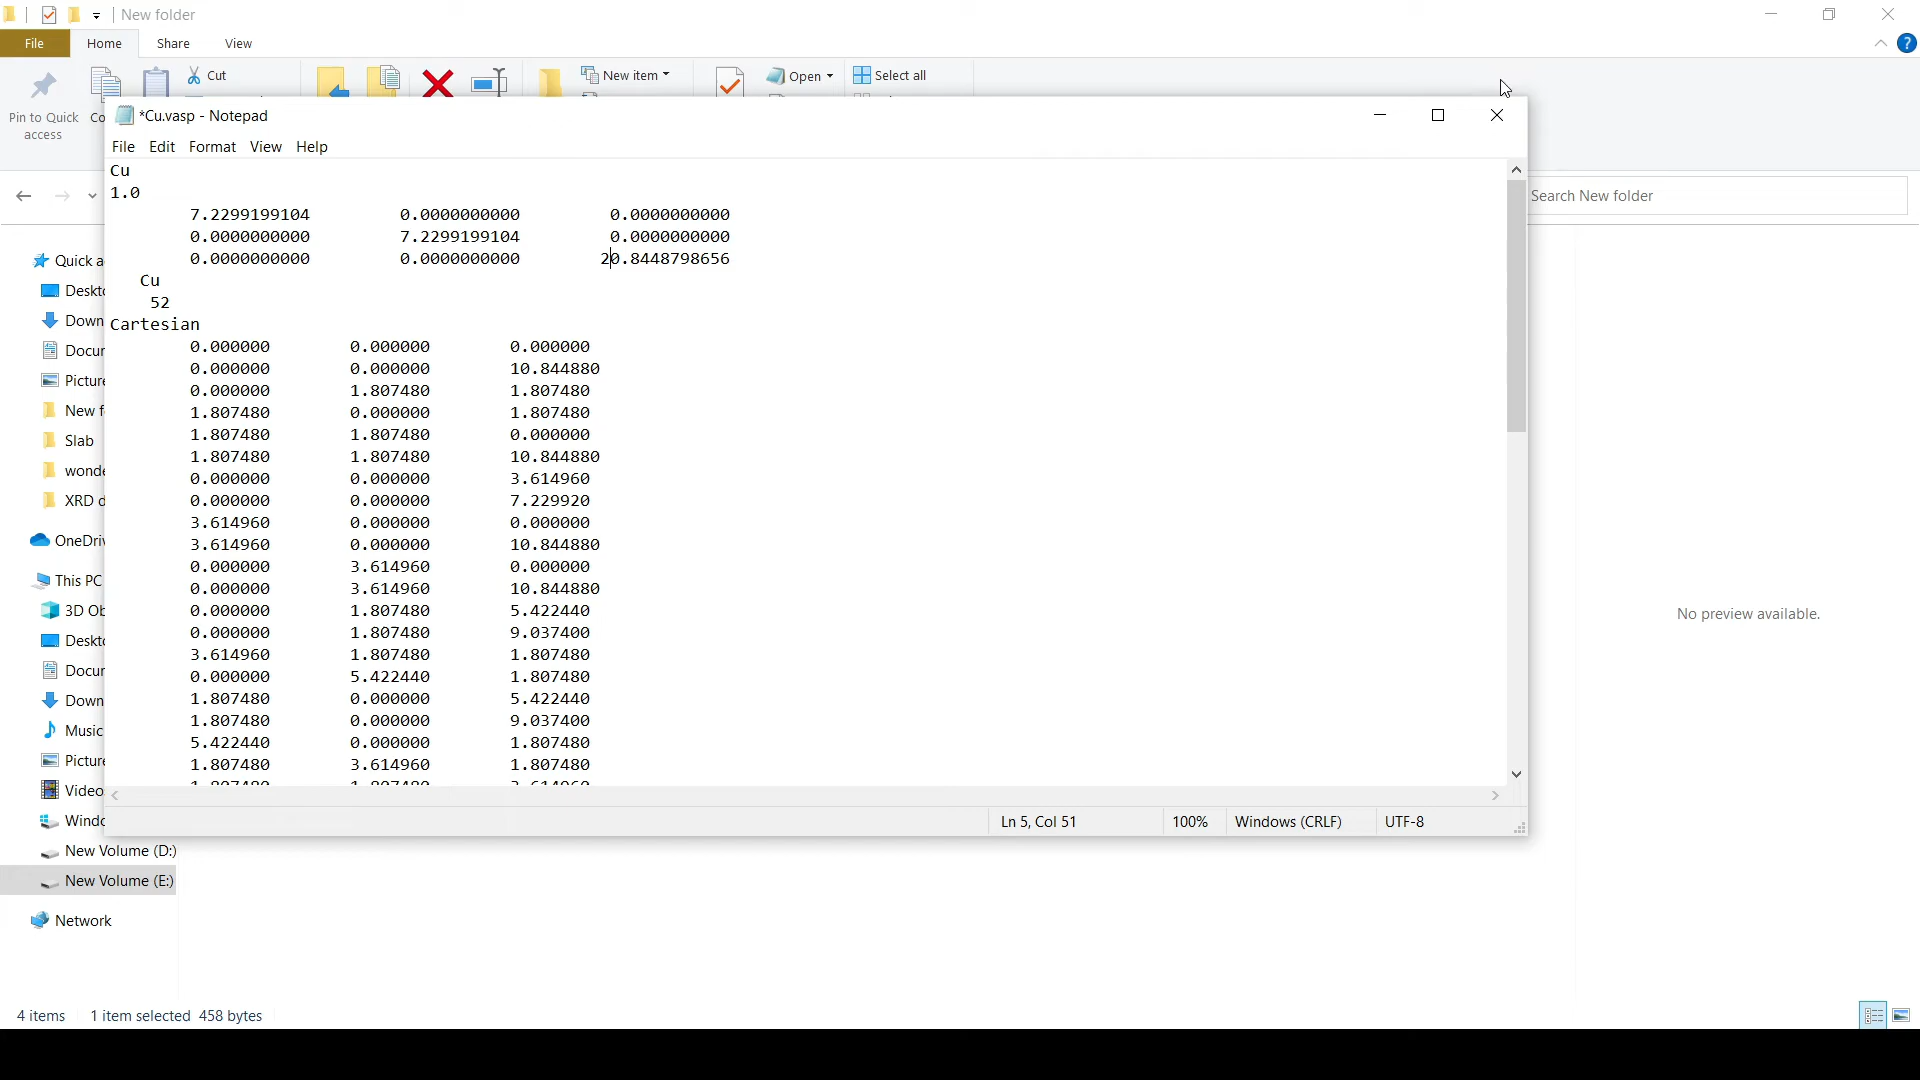 New folder
File Home Share View
Cut
New item
Open
Select all
Pin to Quick
access
Co
*Cu.vasp - Notepad
File Edit Format View Help
Search New folder
Cu
1.0
7.2299199104 0.0000000000 0.0000000000
0.0000000000 7.2299199104 0.0000000000
0.0000000000 0.0000000000 20.8448798656
Cu
52
Cartesian
0.000000 0.000000 0.000000
0.000000 0.000000 10.844880
0.000000 1.807480 1.807480
1.807480 0.000000 1.807480
1.807480 1.807480 0.000000
1.807480 1.807480 10.844880
0.000000 0.000000 3.614960
0.000000 0.000000 7.229920
3.614960 0.000000 0.000000
3.614960 0.000000 10.844880
0.000000 3.614960 0.000000
0.000000 3.614960 10.844880
0.000000 1.807480 5.422440
0.000000 1.807480 9.037400
3.614960 1.807480 1.807480
0.000000 5.422440 1.807480
1.807480 0.000000 5.422440
1.807480 0.000000 9.037400
5.422440 0.000000 1.807480
1.807480 3.614960 1.807480
Ln 5, Col 51
100%
Windows (CRLF)
UTF-8
Quick a
Deskto
Down
Docur
Picture
New f
Slab
wonde
XRD d
OneDriv
This PC
3D Ob
Deskto
Docur
Down
Music
Picture
Video
Windo
New Volume (D:)
New Volume (E:)
Network
No preview available.
4 items 1 item selected 458 bytes